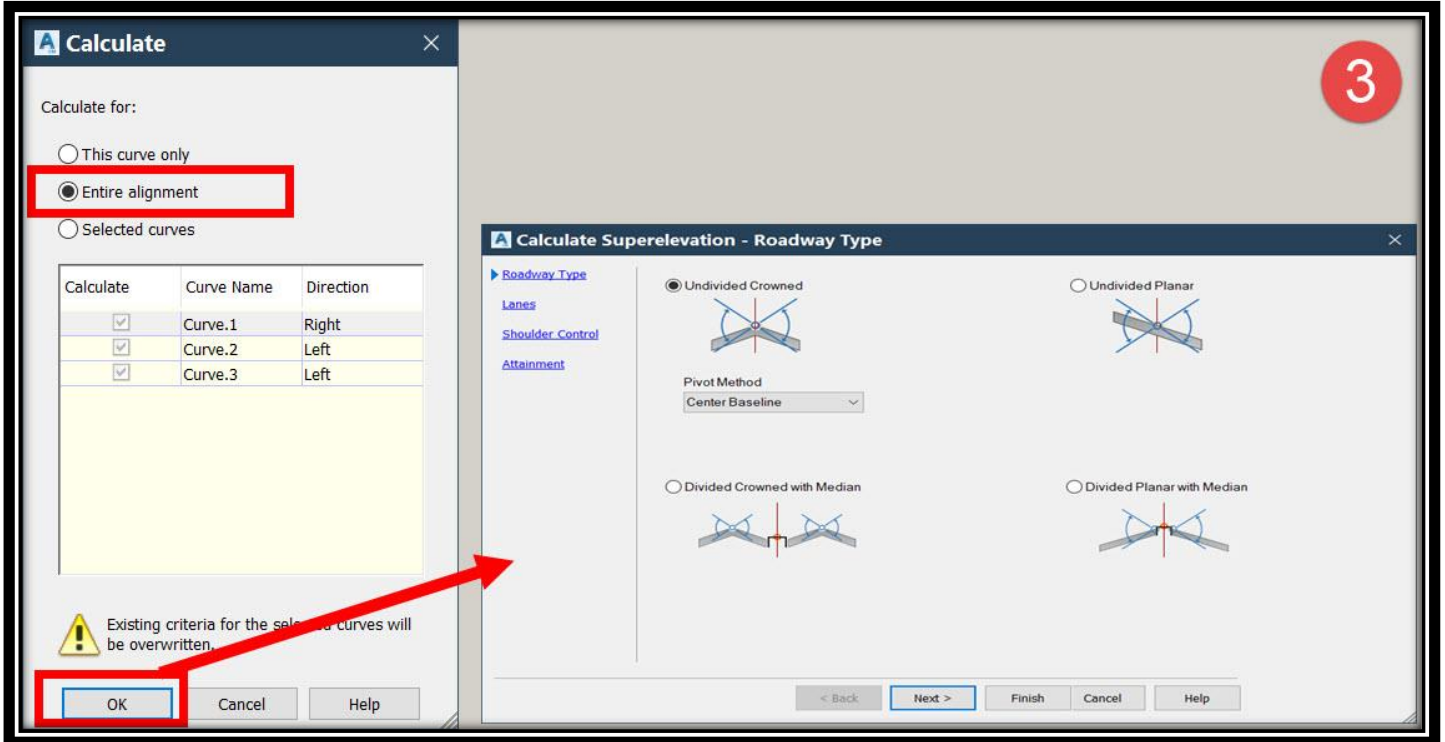 Calculate
3
Calculate for:
This curve only
Entire alignment
Selected curves
Calculate Curve Name Direction
Curve.1 Right
Curve.2 Left
Curve.3 Left
Existing criteria for the selected curves will
be overwritten.
OK Cancel Help
Calculate Superelevation - Roadway Type
Roadway Type
Lanes
Shoulder Control
Attainment
Undivided Crowned
Undivided Planar
Pivot Method
Center Baseline
Divided Crowned with Median
Divided Planar with Median
< Back Next > Finish Cancel Help